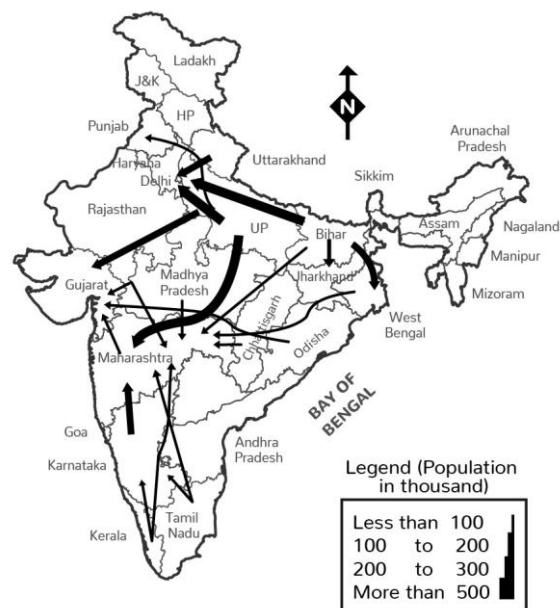 Ladakh
J&K
HP
Punjab
N
Arunachal
Pradesh
Uttarakhand
Haryana
Delhi
Sikkim
Rajasthan
UP
Bihar
Assam
Nagaland
Manipur
Gujarat
Madhya
Pradesh
Jharkhand
Mizoram
West
Bengal
Chhattisgarh
Odisha
Maharashtra
BAY OF
BENGAL
Goa
Andhra
Pradesh
Karnataka
Tamil
Nadu
Kerala
Legend (Population
in thousand)
Less than 100
100 to 200
200 to 300
More than 500